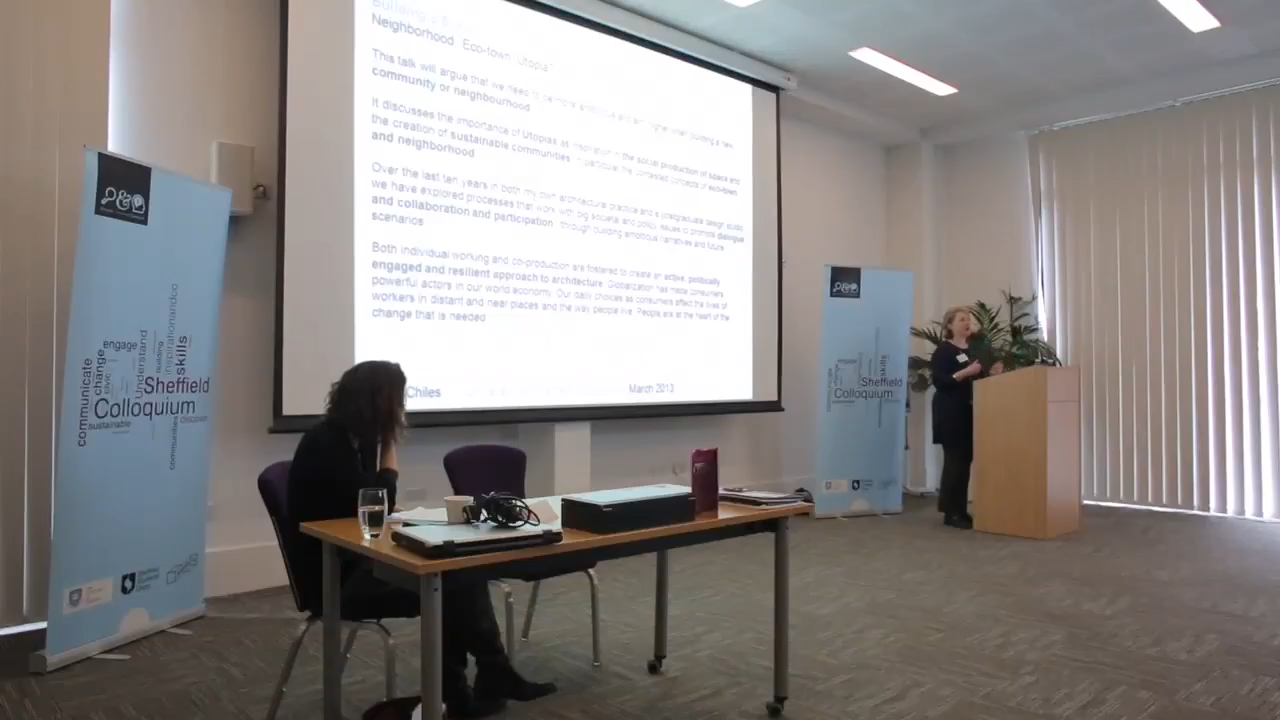 Building a
Neighborhood Eco-town Utopia?
This talk will argue that we need to be more ambitious and aim higher when building a new
community or neighbourhood
It discusses the importance of Utopias as inspiration in the social production of space and
the creation of sustainable communities in particular the contested concepts of eco-town
and neighborhood
Over the last ten years in both my own architectural practice and a postgraduate design studio
we have explored processes that work with big societal and policy issues to promote dialogue
and collaboration and participation through building ambitious narratives and future
scenarios
Both individual working and co-production are fostered to create an active, politically
engaged and resilient approach to architecture. Globalization has made consumers
powerful actors in our world economy. Our daily choices as consumers affect the lives of
workers in distant and near places and the way people live. People are at the heart of the
change that is needed
Chiles March 2013
&
engage
communicate
change
civic
understand
building
inspirationandco
skills
Sheffield
Colloquium
sustainable
communities
discover
&
engage
skills
Sheffield
Colloquium